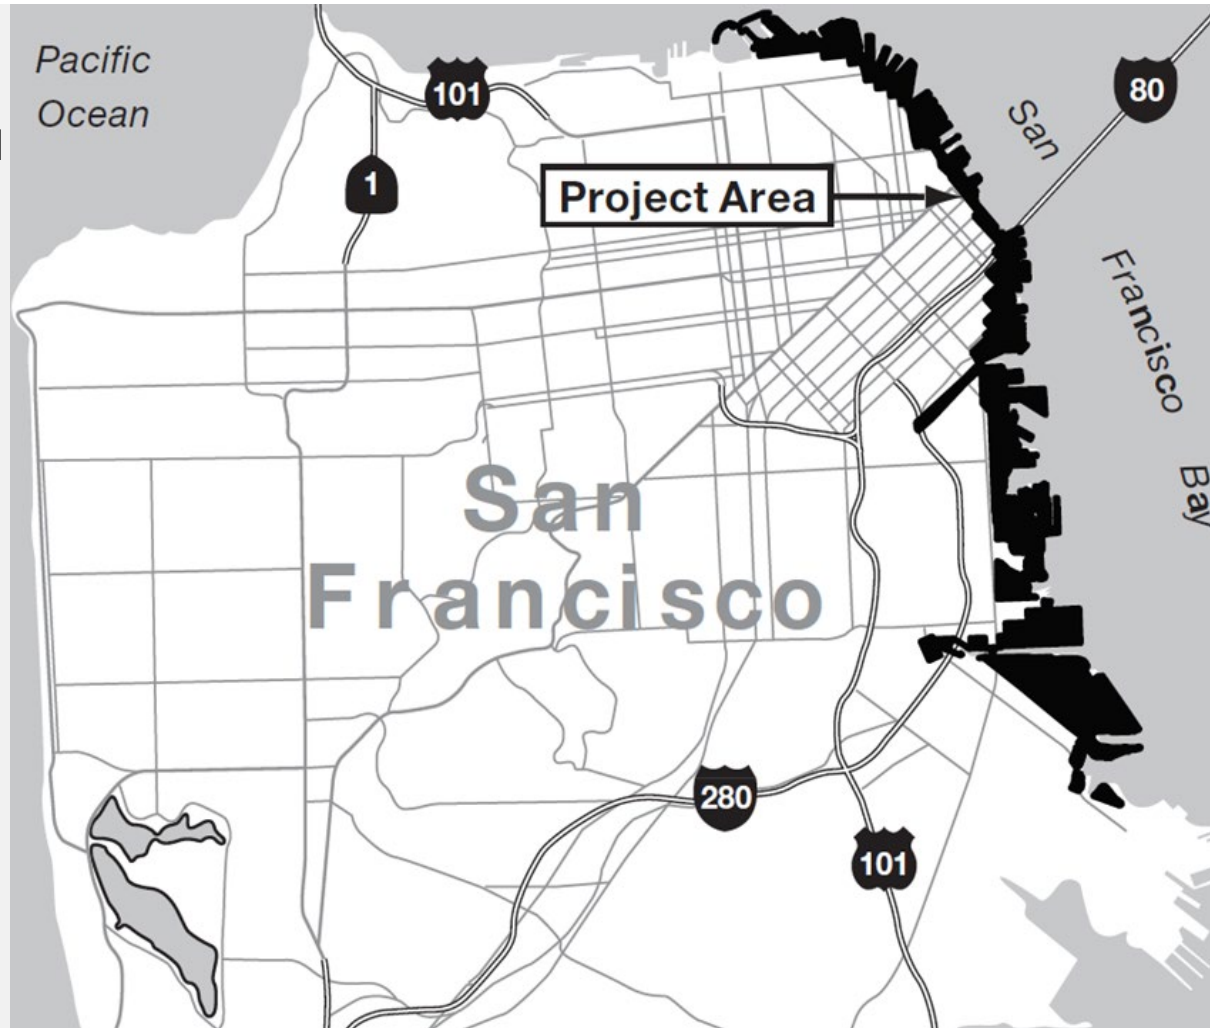 Pacific
Ocean
101
80
San
1
Project Area
Francisco
Bay
San
Francisco
280
101